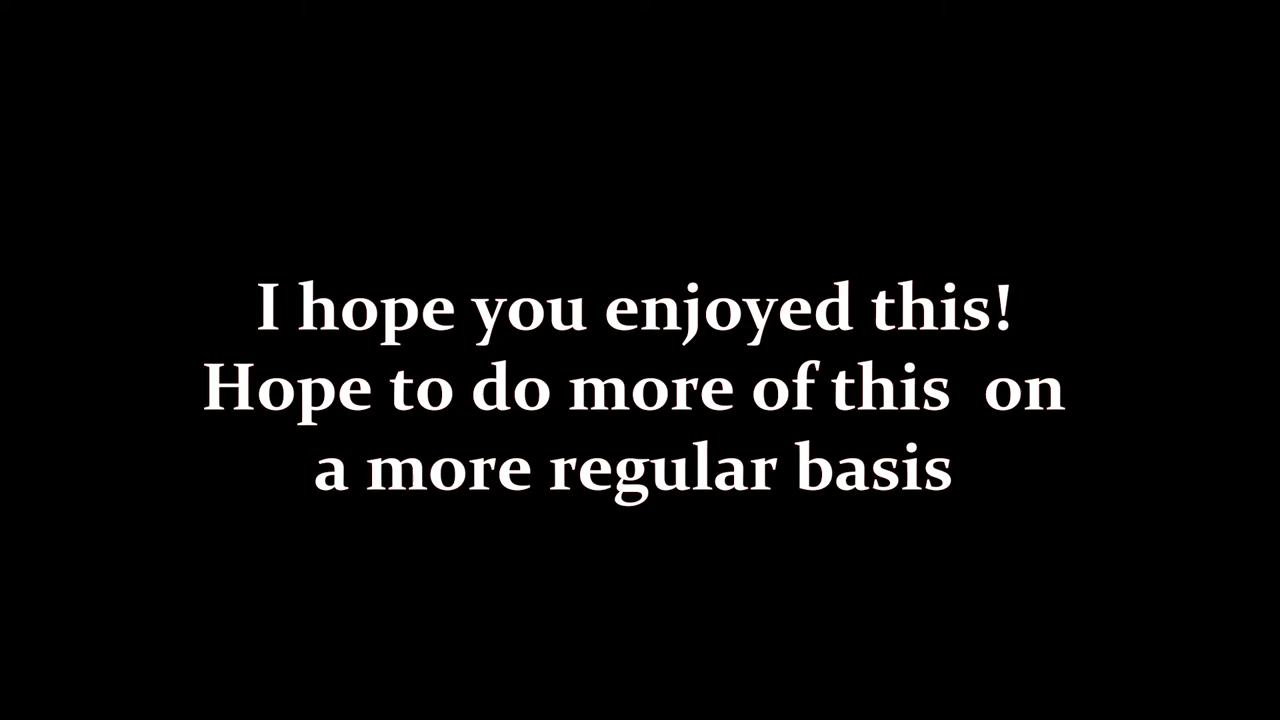 I hope you enjoyed this!
Hope to do more of this  on
a more regular basis